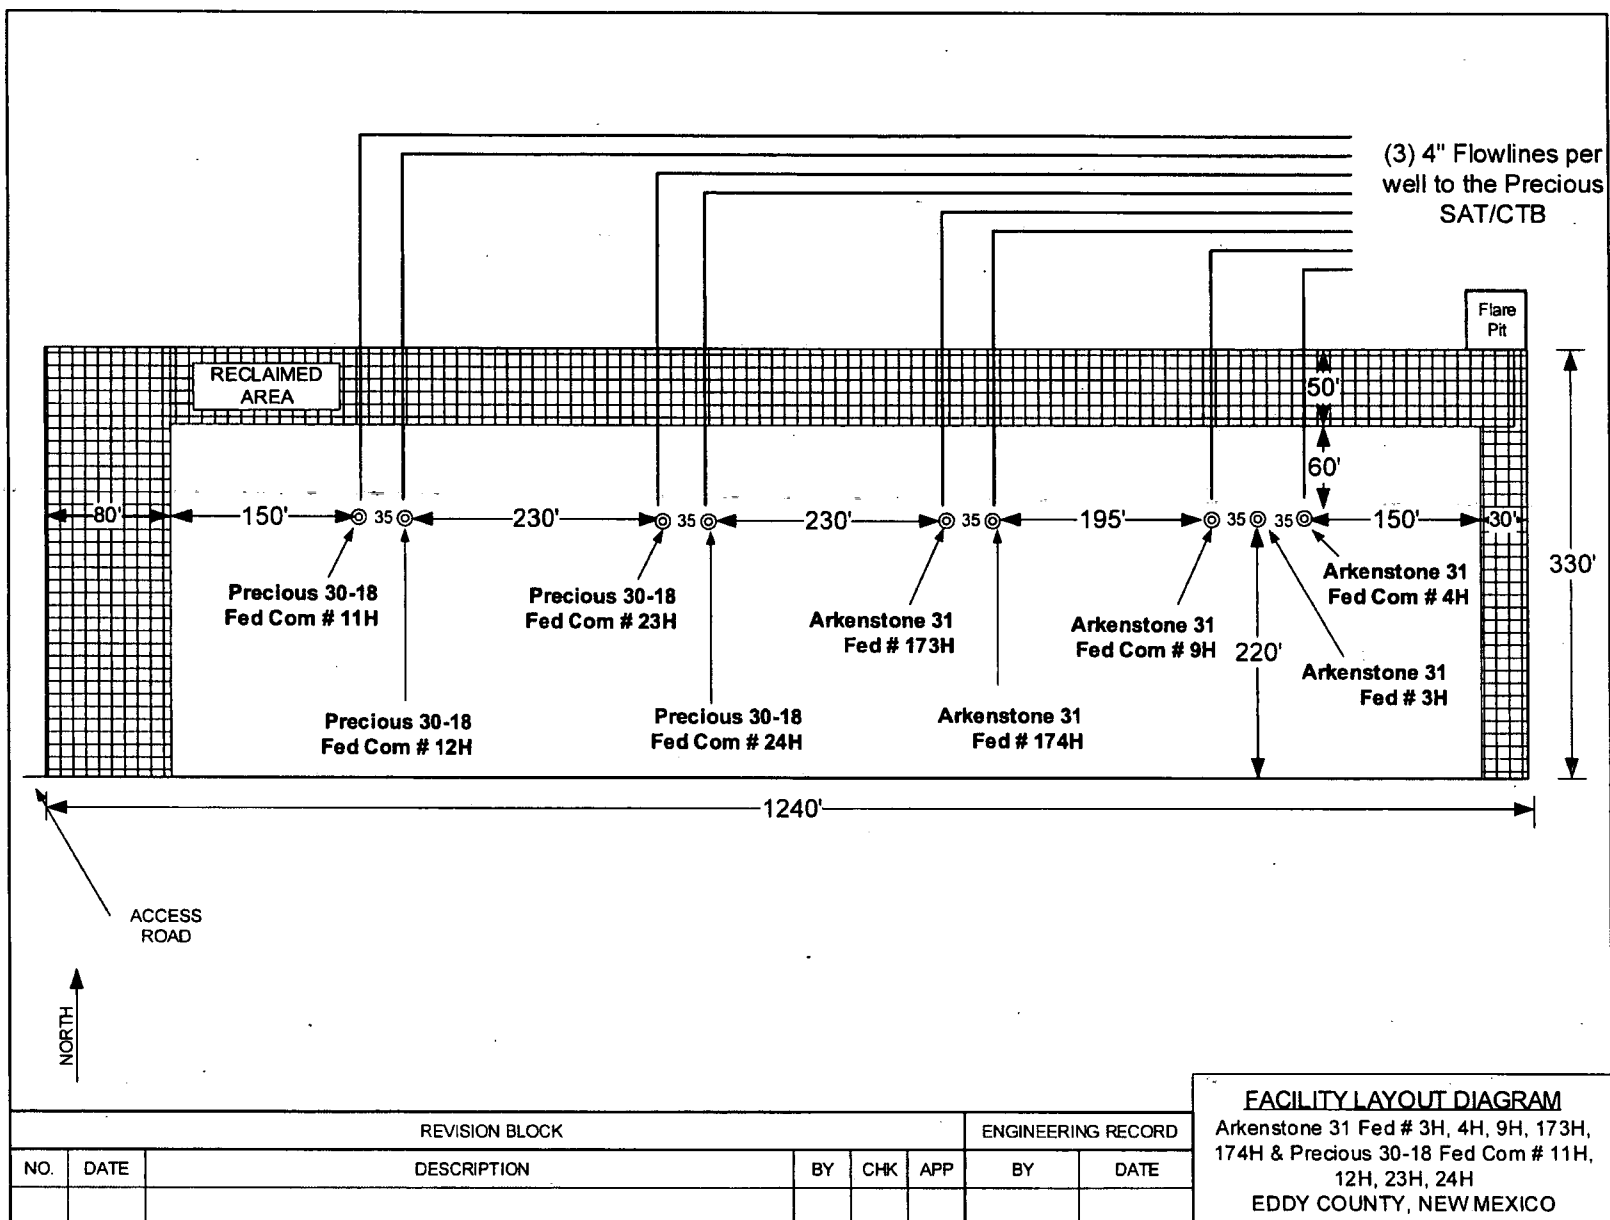 (3) 4" Flowlines per
well to the Precious
SAT/CTB
Flare
Pit
RECLAIMED
AREA
50'
60'
80'
150'
35
230'
35
230'
35
195'
35
35
150'
30'
330'
Precious 30-18
Fed Com # 11H
Precious 30-18
Fed Com # 23H
Arkenstone 31
Fed # 173H
Arkenstone 31
Fed Com # 9H
220'
Arkenstone 31
Fed Com # 4H
Arkenstone 31
Fed # 3H
Precious 30-18
Fed Com # 12H
Precious 30-18
Fed Com # 24H
Arkenstone 31
Fed # 174H
1240'
ACCESS
ROAD
NORTH
REVISION BLOCK
ENGINEERING RECORD
NO.
DATE
DESCRIPTION
BY
CHK
APP
BY
DATE
FACILITY LAYOUT DIAGRAM
Arkenstone 31 Fed # 3H, 4H, 9H, 173H,
174H & Precious 30-18 Fed Com # 11H,
12H, 23H, 24H
EDDY COUNTY, NEW MEXICO